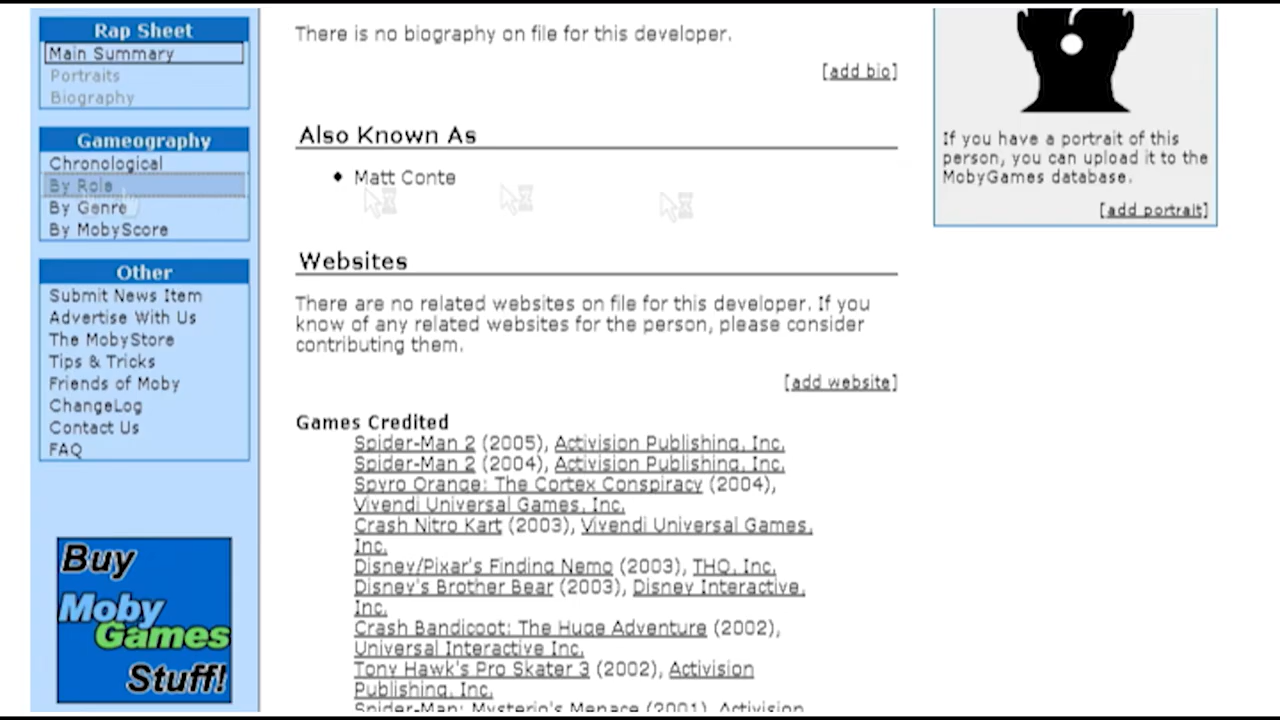 Rap Sheet
Main Summary
Portraits
Biography
Gameography
Chronological
By Role
By Genre
By MobyScore
Other
Submit News Item
Advertise With Us
The MobyStore
Tips & Tricks
Friends of Moby
ChangeLog
Contact Us
FAQ
Buy
Moby
Games
Stuff!
There is no biography on file for this developer.
[add bio]
Also Known As
Matt Conte
Websites
There are no related websites on file for this developer. If you
know of any related websites for the person, please consider
contributing them.
[add website]
Games Credited
Spider-Man 2 (2005), Activision Publishing, Inc.
Spider-Man 2 (2004), Activision Publishing, Inc.
Spyro Orange: The Cortex Conspiracy (2004),
Vivendi Universal Games, Inc.
Crash Nitro Kart (2003), Vivendi Universal Games,
Inc.
Disney/Pixar's Finding Nemo (2003), THQ, Inc.
Disney's Brother Bear (2003), Disney Interactive,
Inc.
Crash Bandicoot: The Huge Adventure (2002),
Universal Interactive Inc.
Tony Hawk's Pro Skater 3 (2002), Activision
Publishing, Inc.
Spider-Man: Mysterio's Menace (2001), Activision
If you have a portrait of this
person, you can upload it to the
MobyGames database.
[add portrait]